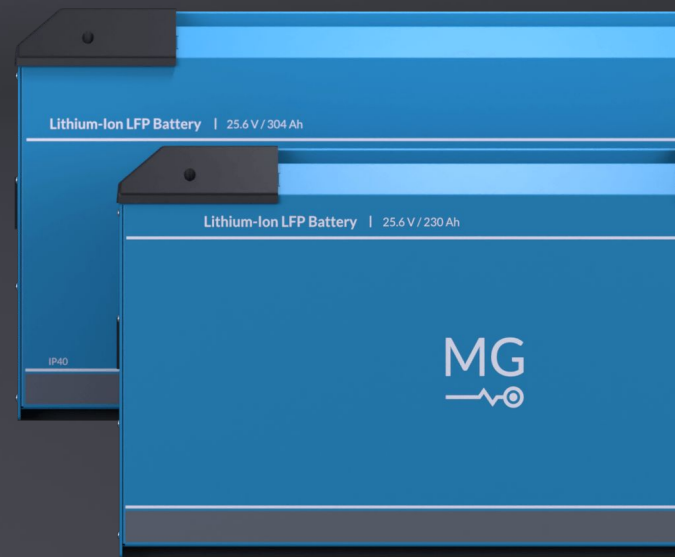 Lithium-Ion LFP Battery | 25.6 V / 304 Ah
Lithium-Ion LFP Battery | 25.6 V / 230 Ah
MG
IP40